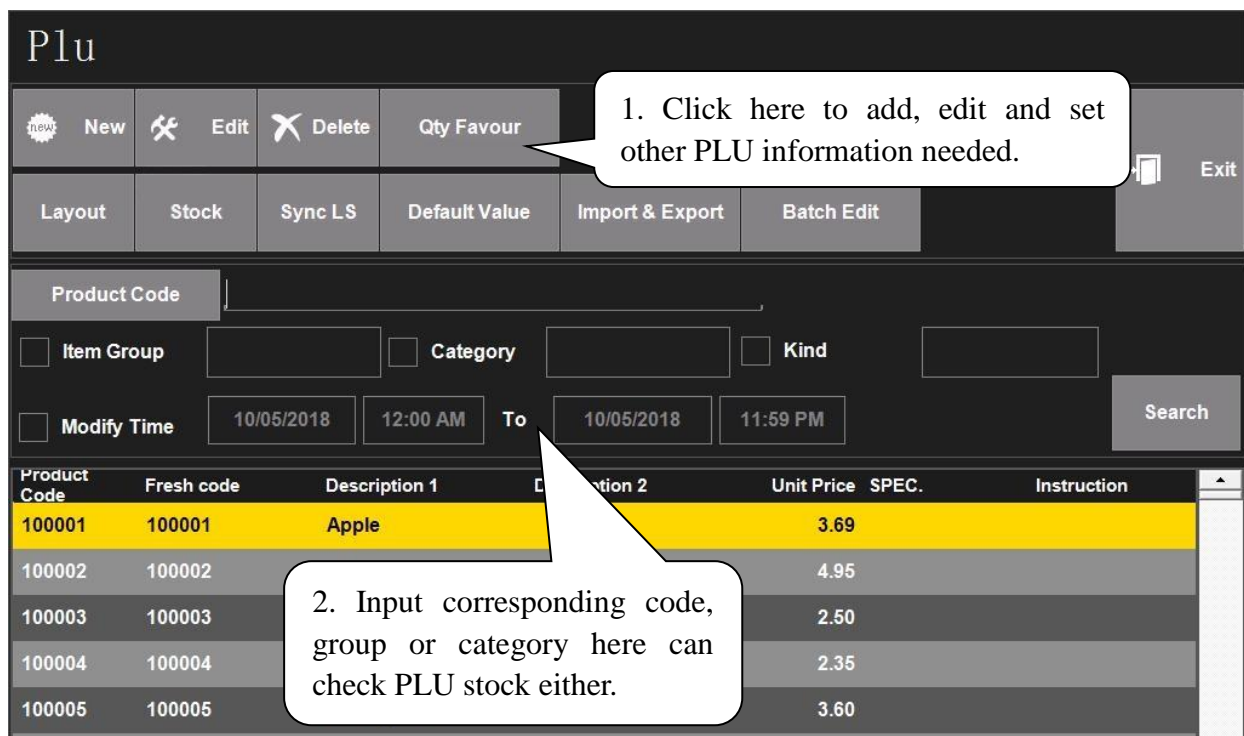 Plu
new New Edit Delete Qty Favour
1. Click here to add, edit and set
other PLU information needed.
Exit
Layout Stock Sync LS Default Value Import & Export Batch Edit
Product Code
Item Group Category Kind
Modify Time 10/05/2018 12:00 AM To 10/05/2018 11:59 PM
Search
Product
Code Fresh code Description 1 D ption 2 Unit Price SPEC. Instruction
100001 100001 Apple 3.69
100002 100002 4.95
100003 100003 2.50
100004 100004 2.35
100005 100005 3.60
2. Input corresponding code,
group or category here can
check PLU stock either.